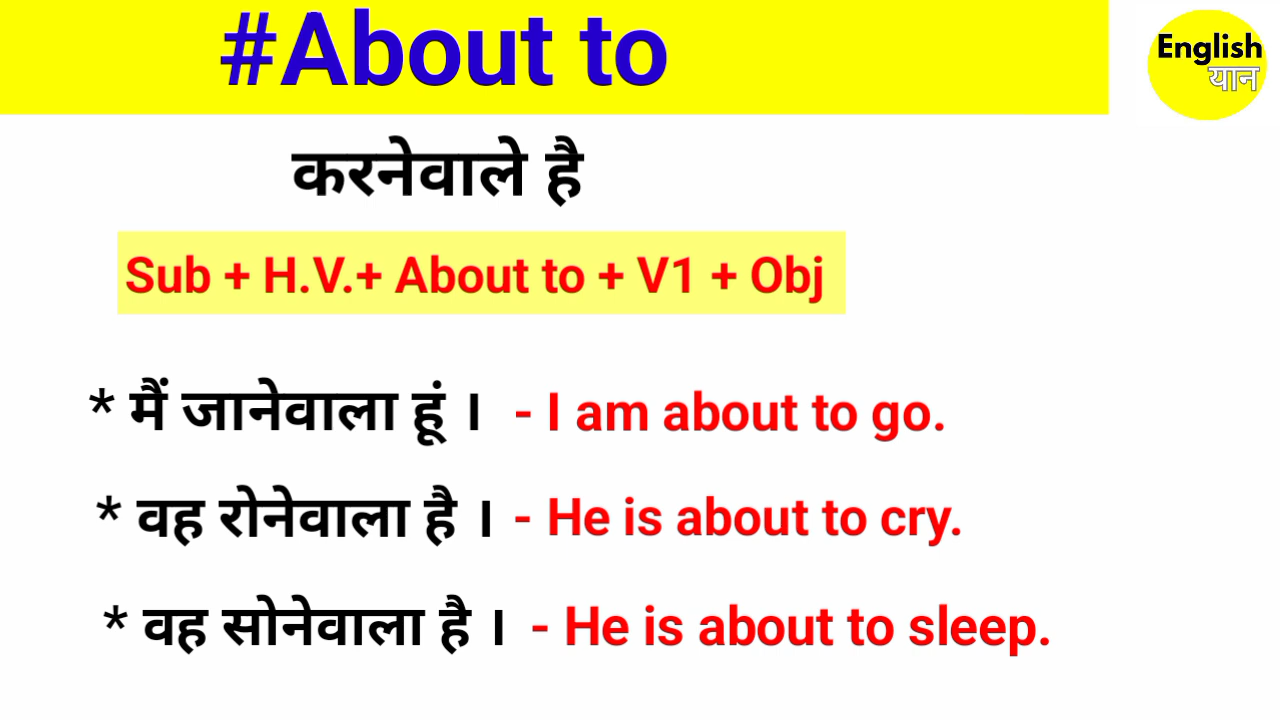 #About to
English
यान
करनेवाले है
Sub + H.V.+ About to + V1 + Obj
* मैं जानेवाला हूं । - I am about to go.
* वह रोनेवाला है । - He is about to cry.
* वह सोनेवाला है । - He is about to sleep.